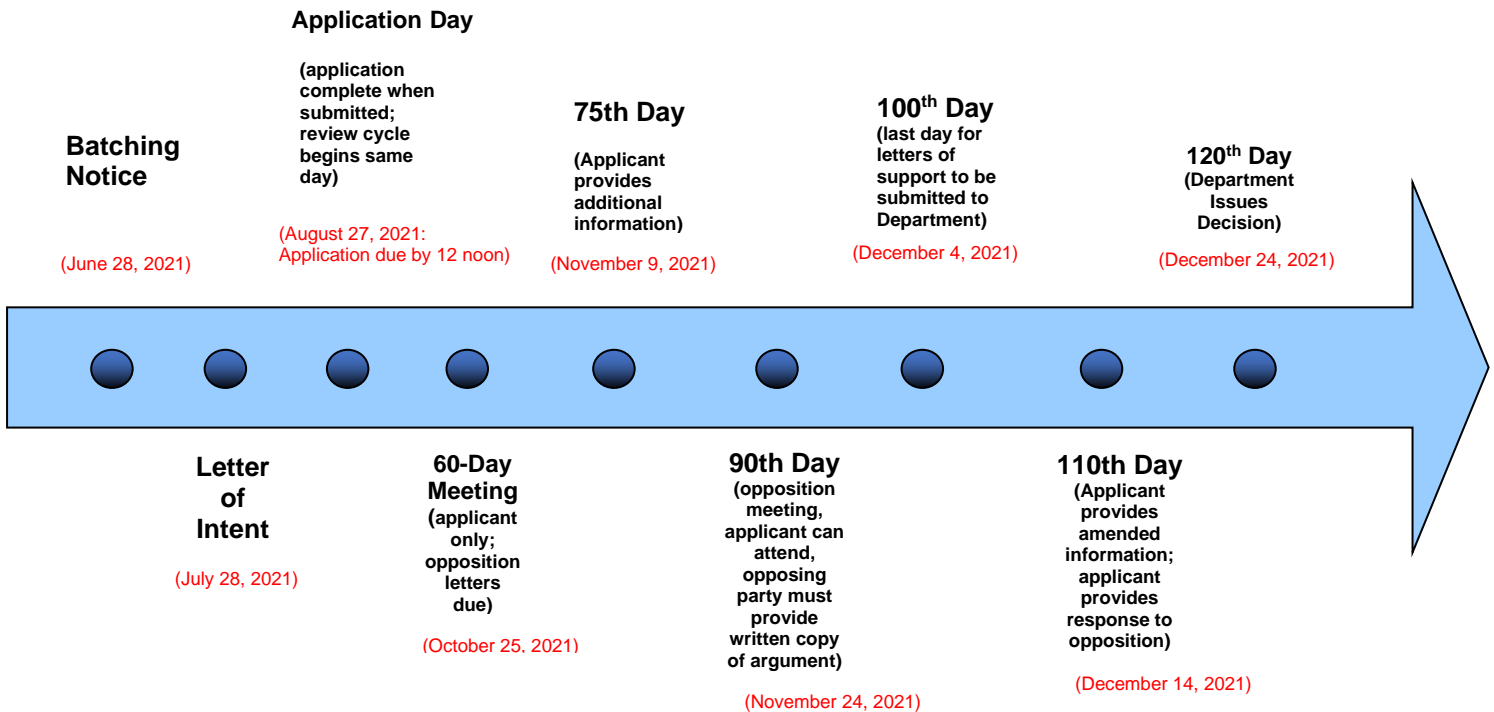 Batching
Notice
(June 28, 2021)
Application Day
(application
complete when
submitted;
review cycle
begins same
day)
(August 27, 2021:
Application due by 12 noon)
75th Day
(Applicant
provides
additional
information)
(November 9, 2021)
100th Day
(last day for
letters of
support to be
submitted to
Department)
(December 4, 2021)
120th Day
(Department
Issues
Decision)
(December 24, 2021)
Letter
of
Intent
(July 28, 2021)
60-Day
Meeting
(applicant
only;
opposition
letters
due)
(October 25, 2021)
90th Day
(opposition
meeting,
applicant can
attend,
opposing
party must
provide
written copy
of argument)
(November 24, 2021)
110th Day
(Applicant
provides
amended
information;
applicant
provides
response to
opposition)
(December 14, 2021)